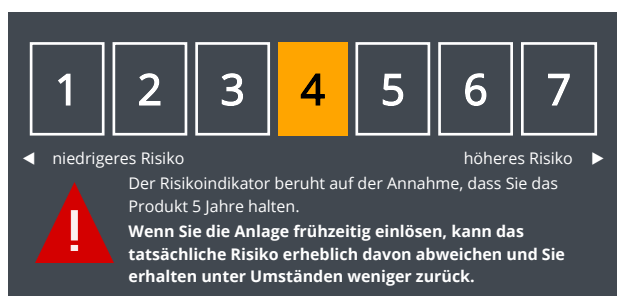 1 2 3 4 5 6 7
◀ niedrigeres Risiko höheres Risiko ▶
Der Risikoindikator beruht auf der Annahme, dass Sie das
Produkt 5 Jahre halten.
!
Wenn Sie die Anlage frühzeitig einlösen, kann das
tatsächliche Risiko erheblich davon abweichen und Sie
erhalten unter Umständen weniger zurück.